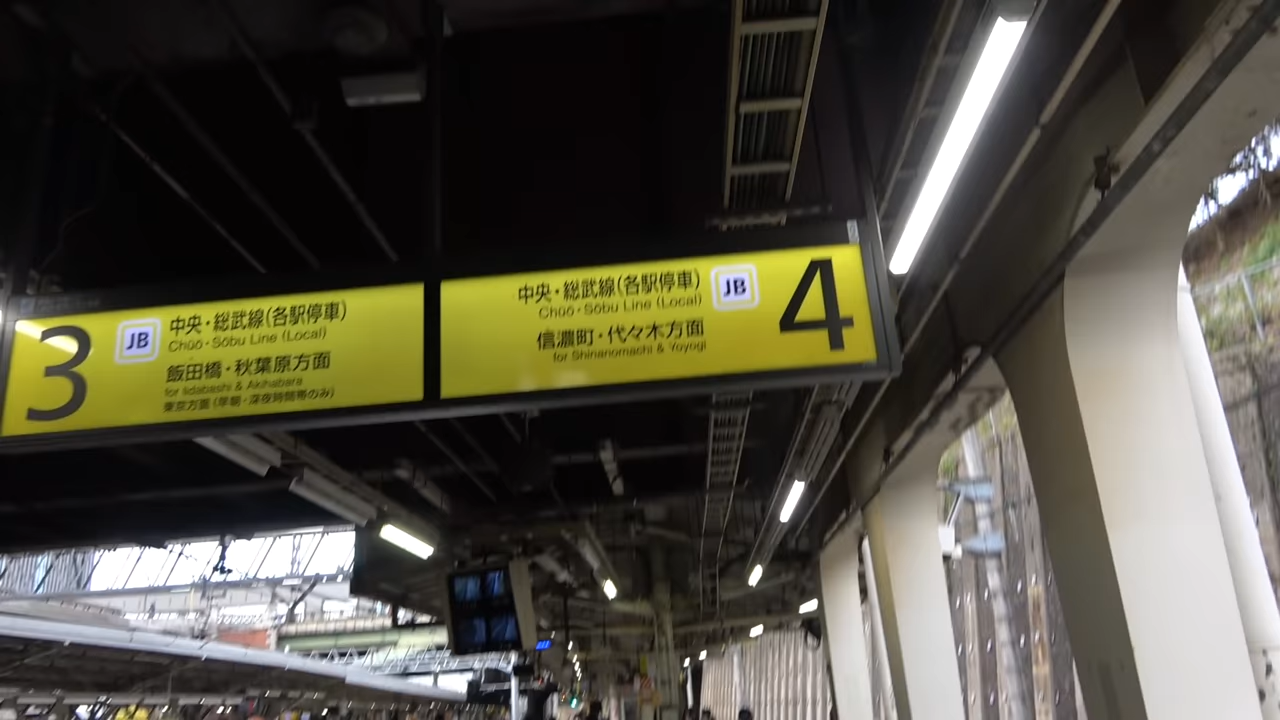 3
JB
中央・総武線(各駅停車)
Chūō・Sōbu Line (Local)
飯田橋・秋葉原方面
for Iidabashi & Akihabara
東京方面(早朝・深夜時間帯のみ)
中央・総武線(各駅停車)
Chūō・Sōbu Line (Local)
信濃町・代々木方面
for Shinanomachi & Yoyogi
JB
4